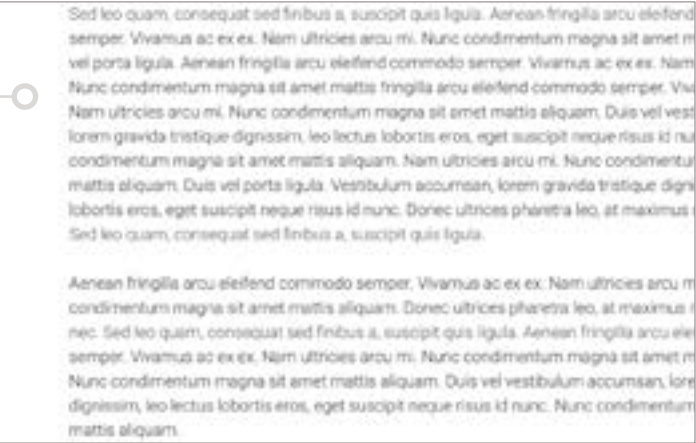 Sed leo quam, consequat sed finibus a, suscipit quis ligula. Aenean fringilla arcu eleifend
semper. Vivamus ac ex ex. Nam ultricies arcu mi. Nunc condimentum magna sit amet m
vel porta ligula. Aenean fringilla arcu eleifend commodo semper. Vivamus ac ex ex. Nam
Nunc condimentum magna sit amet mattis fringilla arcu eleifend commodo semper. Viv
Nam ultricies arcu mi. Nunc condimentum magna sit amet mattis aliquam. Duis vel vest
lorem gravida tristique dignissim, leo lectus lobortis eros, eget suscipit neque risus id nu
condimentum magna sit amet mattis aliquam. Nam ultricies arcu mi. Nunc condimentu
mattis aliquam. Duis vel porta ligula. Vestibulum accumsan, lorem gravida tristique dign
lobortis eros, eget suscipit neque risus id nunc. Donec ultrices pharetra leo, at maximus
Sed leo quam, consequat sed finibus a, suscipit quis ligula.
Aenean fringilla arcu eleifend commodo semper. Vivamus ac ex ex. Nam ultricies arcu m
condimentum magna sit amet mattis aliquam. Donec ultrices pharetra leo, at maximus
nec. Sed leo quam, consequat sed finibus a, suscipit quis ligula. Aenean fringilla arcu ele
semper. Vivamus ac ex ex. Nam ultricies arcu mi. Nunc condimentum magna sit amet m
Nunc condimentum magna sit amet mattis aliquam. Duis vel vestibulum accumsan, lore
dignissim, leo lectus lobortis eros, eget suscipit neque risus id nunc. Nunc condimentum
mattis aliquam.